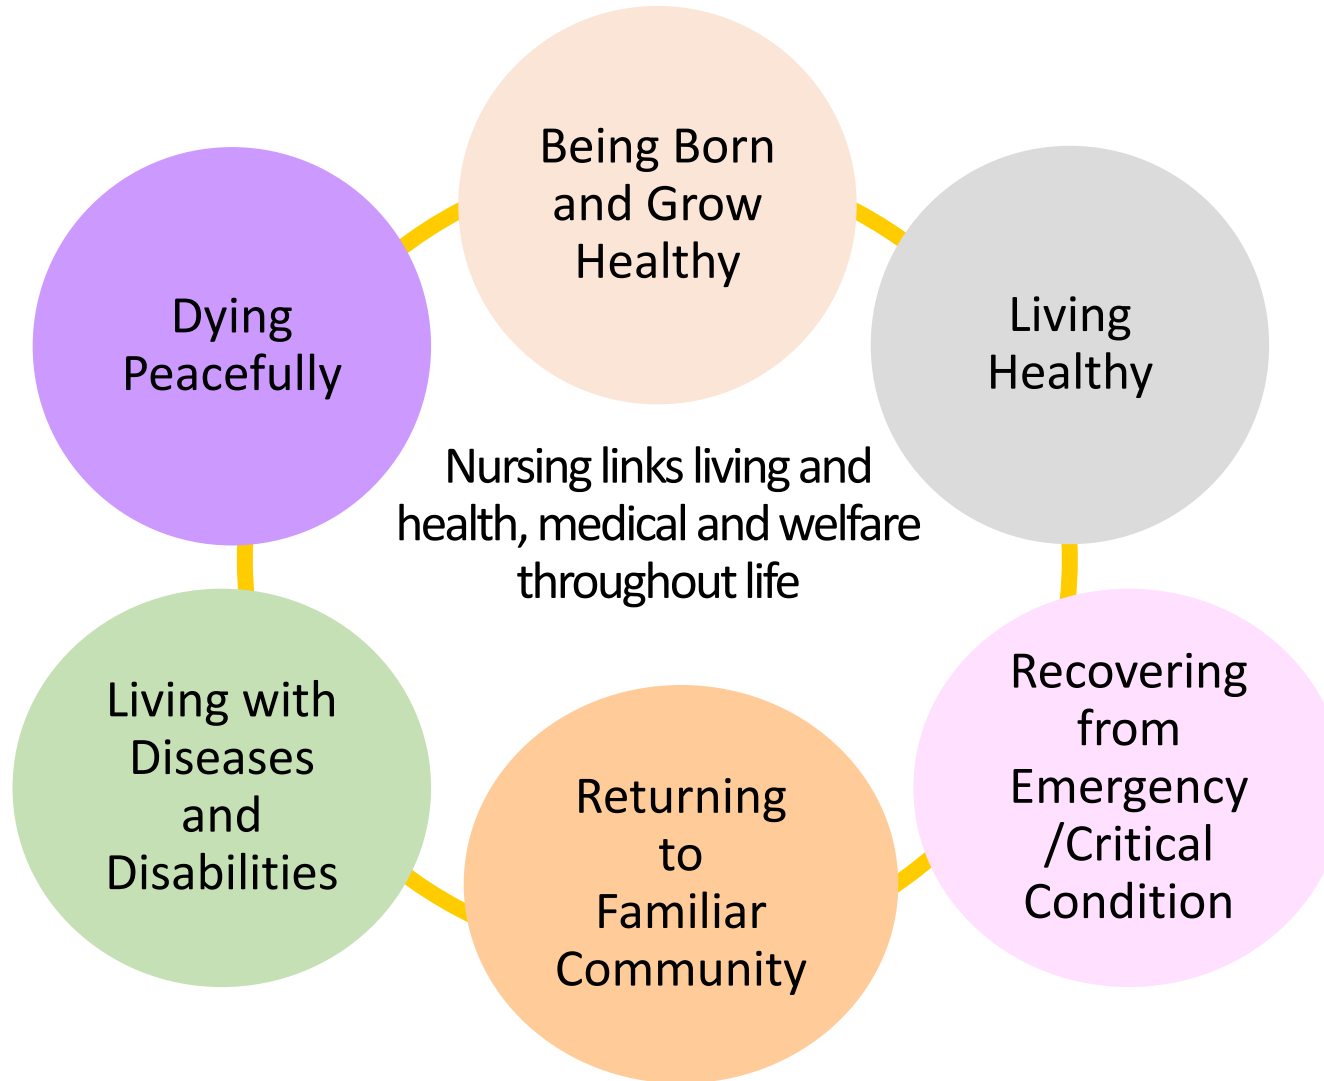 Being Born
and Grow
Healthy
Living
Healthy
Recovering
from
Emergency
/Critical
Condition
Returning
to
Familiar
Community
Living with
Diseases
and
Disabilities
Dying
Peacefully
Nursing links living and
health, medical and welfare
throughout life